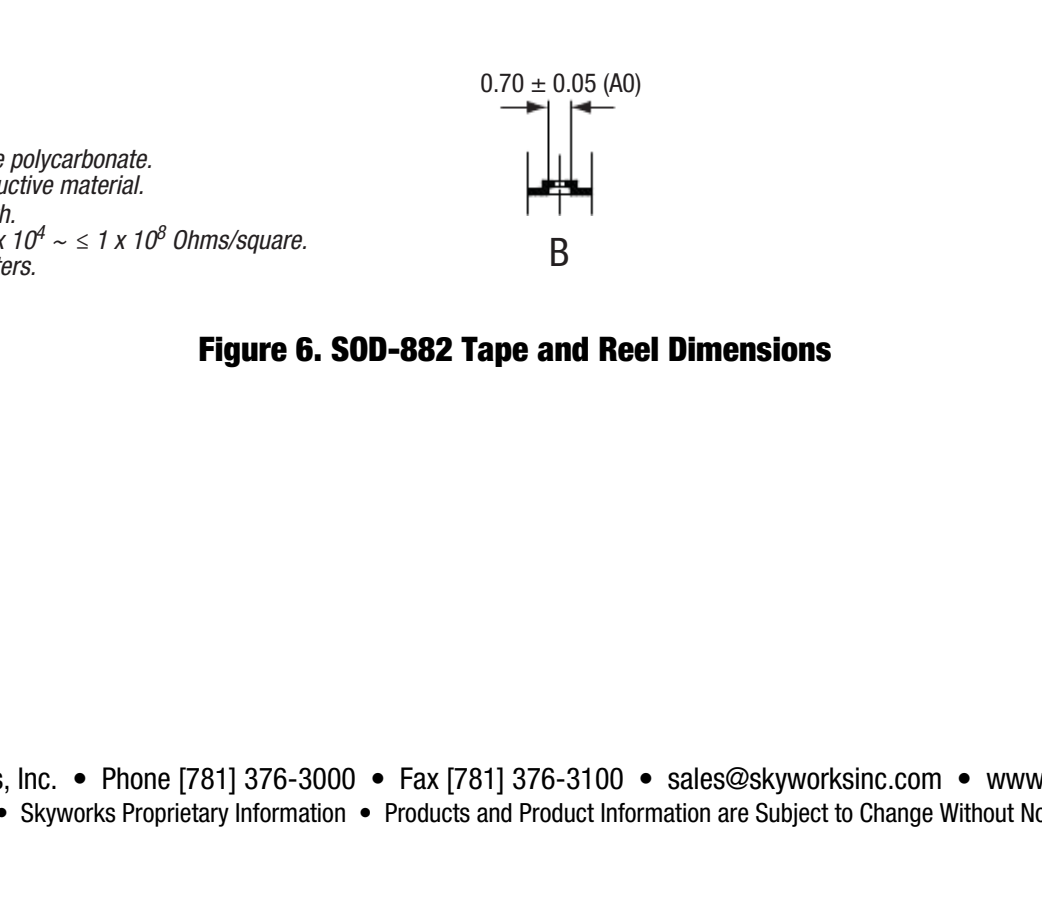 0.70 ± 0.05 (A0)
polycarbonate.
uctive material.
h.
x 10⁴ ~ ≤ 1 x 10⁸ Ohms/square.
ters.
B
Figure 6. SOD-882 Tape and Reel Dimensions
s, Inc. • Phone [781] 376-3000 • Fax [781] 376-3100 • sales@skyworksinc.com • www
• Skyworks Proprietary Information • Products and Product Information are Subject to Change Without No